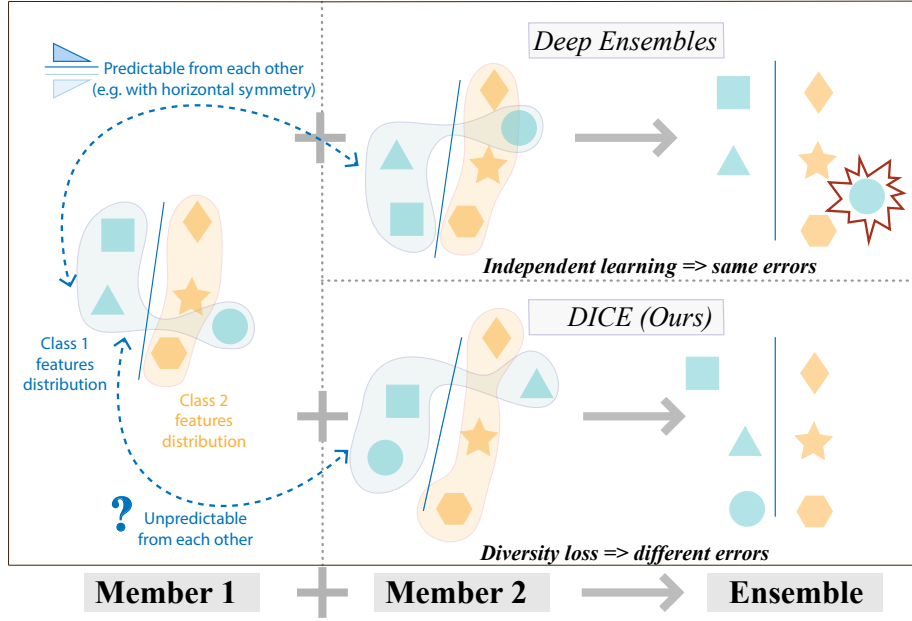 Deep Ensembles
Predictable from each other
(e.g. with horizontal symmetry)
Independent learning => same errors
DICE (Ours)
Class 1
features
distribution
Class 2
features
distribution
?
Unpredictable
from each other
Diversity loss => different errors
Member 1
Member 2
Ensemble